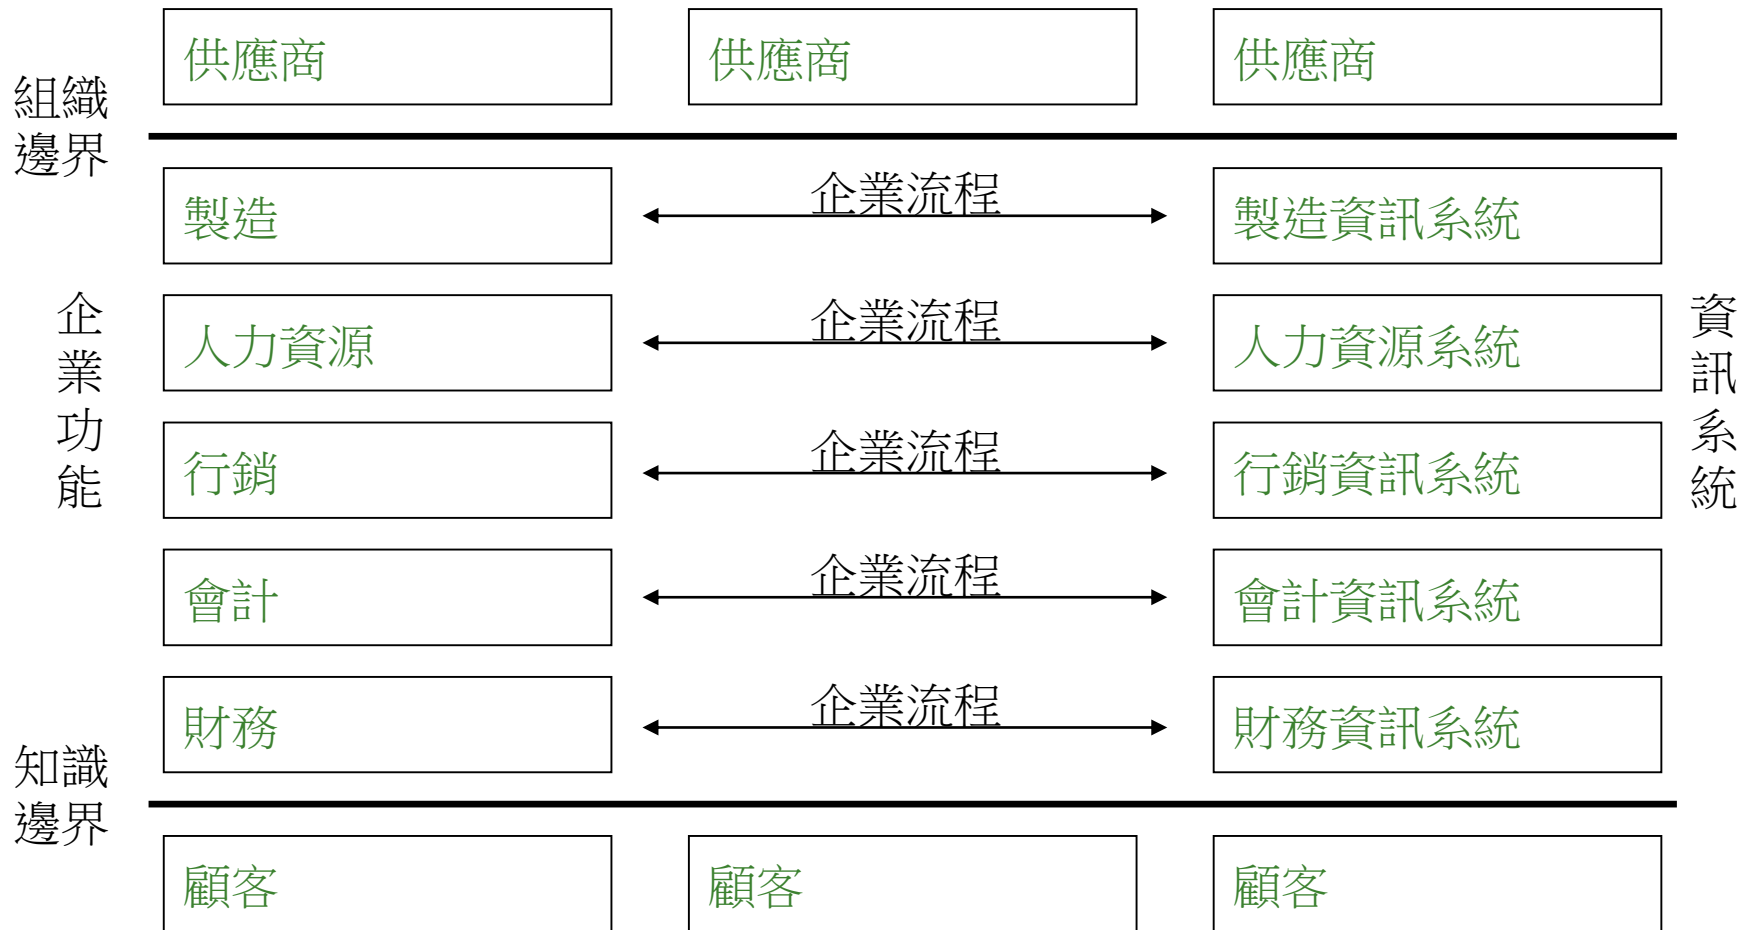 供應商
供應商
供應商
組織
邊界
製造
企業流程
製造資訊系統
人力資源
企業流程
人力資源系統
企業功能
資訊系統
行銷
企業流程
行銷資訊系統
會計
企業流程
會計資訊系統
財務
企業流程
財務資訊系統
知識
邊界
顧客
顧客
顧客